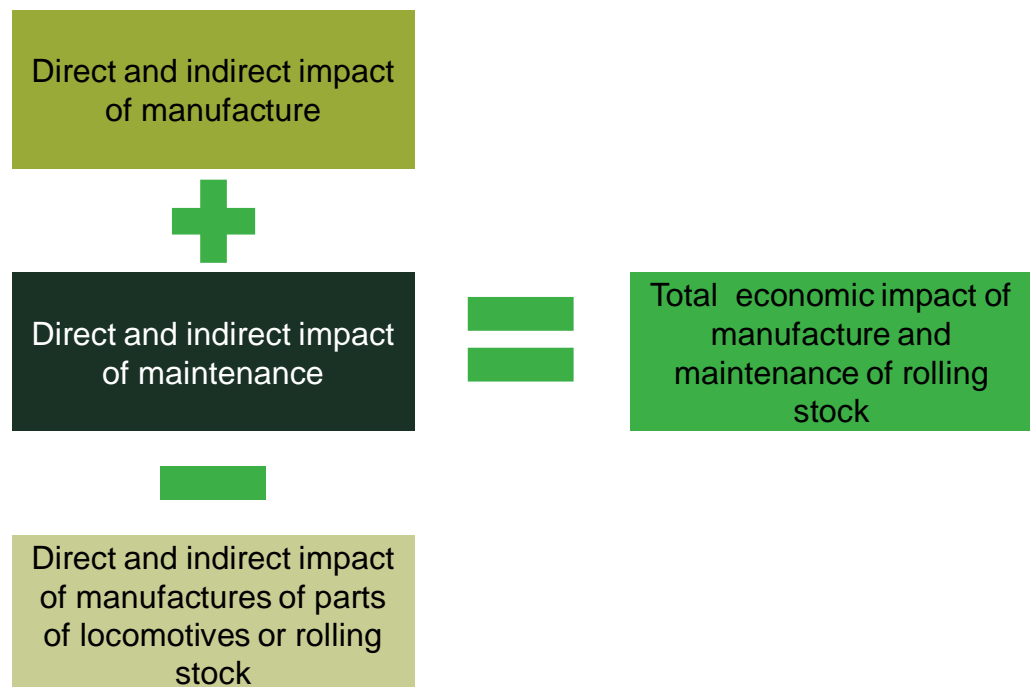 Direct and indirect impact
of manufacture
Direct and indirect impact
of maintenance
Total economic impact of
manufacture and
maintenance of rolling
stock
Direct and indirect impact
of manufactures of parts
of locomotives or rolling
stock